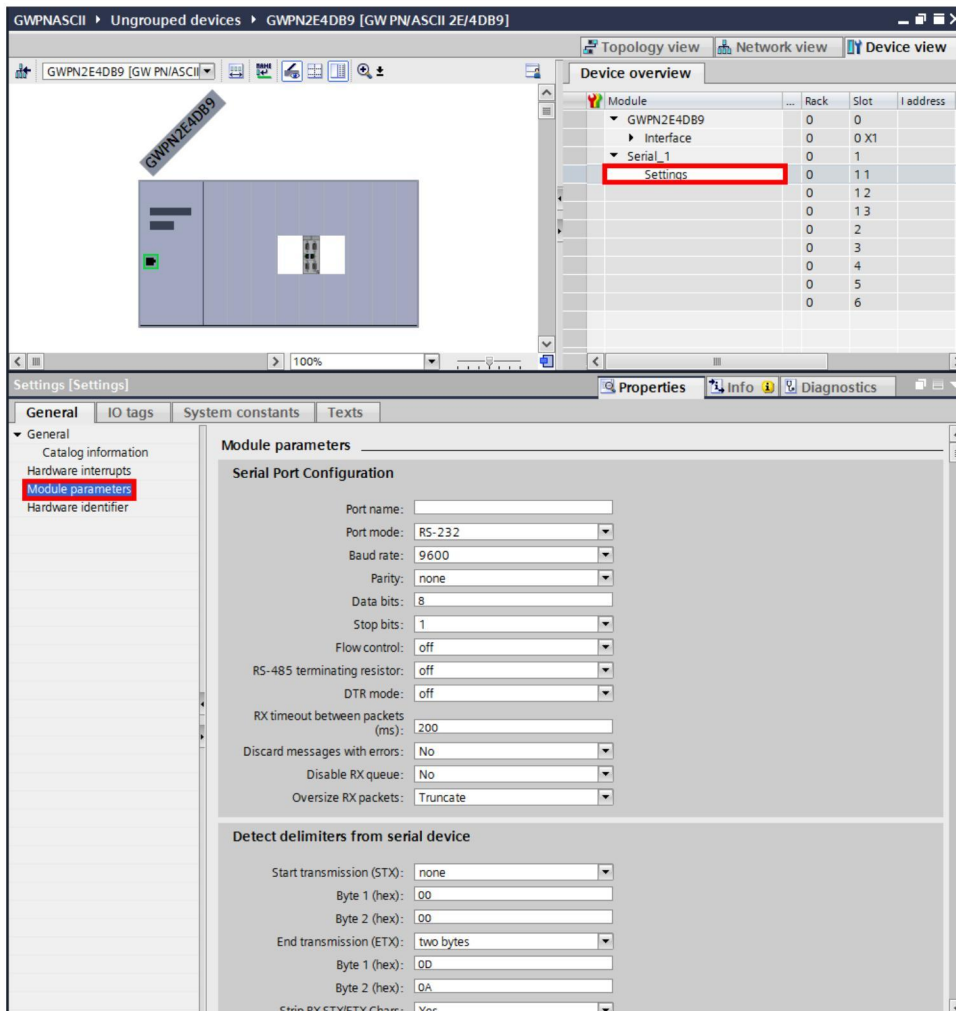 GWPNASCII ▸ Ungrouped devices ▸ GWPN2E4DB9 [GW PN/ASCII 2E/4DB9]
Topology view Network view Device view
GWPN2E4DB9 [GW PN/ASCII
GWPN2E4DB9
100%
Device overview
Module ... Rack Slot I address
GWPN2E4DB9 0 0
Interface 0 0 X1
Serial_1 0 1
Settings 0 1 1
0 1 2
0 1 3
0 2
0 3
0 4
0 5
0 6
Settings [Settings]
Properties Info Diagnostics
General IO tags System constants Texts
General
Catalog information
Hardware interrupts
Module parameters
Hardware identifier
Module parameters
Serial Port Configuration
Port name:
Port mode: RS-232
Baud rate: 9600
Parity: none
Data bits: 8
Stop bits: 1
Flow control: off
RS-485 terminating resistor: off
DTR mode: off
RX timeout between packets
(ms): 200
Discard messages with errors: No
Disable RX queue: No
Oversize RX packets: Truncate
Detect delimiters from serial device
Start transmission (STX): none
Byte 1 (hex): 00
Byte 2 (hex): 00
End transmission (ETX): two bytes
Byte 1 (hex): 0D
Byte 2 (hex): 0A
Strip RX STX/ETX Chars: Yes